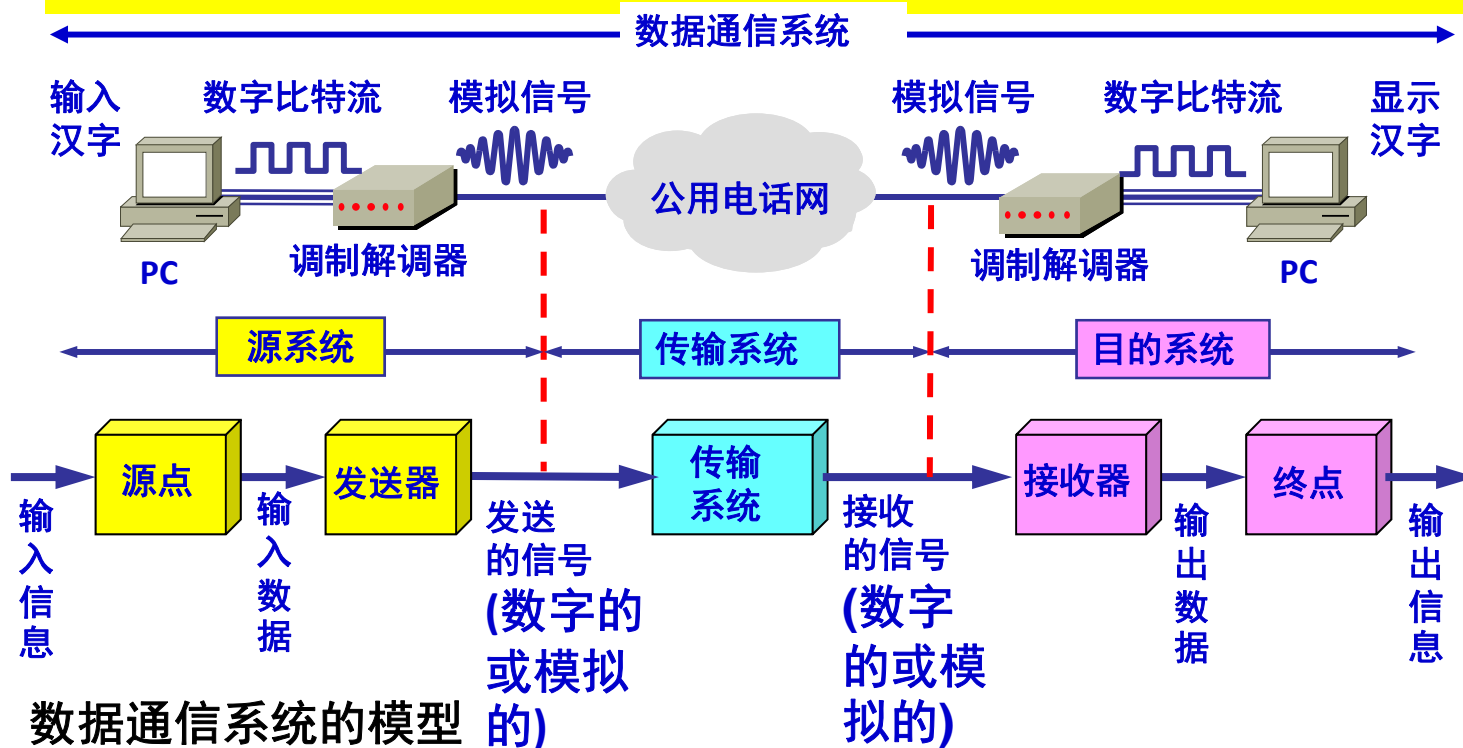 数据通信系统
输入
汉字
数字比特流
模拟信号
模拟信号
数字比特流
显示
汉字
公用电话网
PC
调制解调器
调制解调器
PC
源系统
传输系统
目的系统
源点
发送器
传输
系统
接收器
终点
输
入
信
息
输
入
数
据
发送
的信号
(数字的
或模拟
的)
接收
的信号
(数字
的或模
拟的)
输
出
数
据
输
出
信
息
数据通信系统的模型